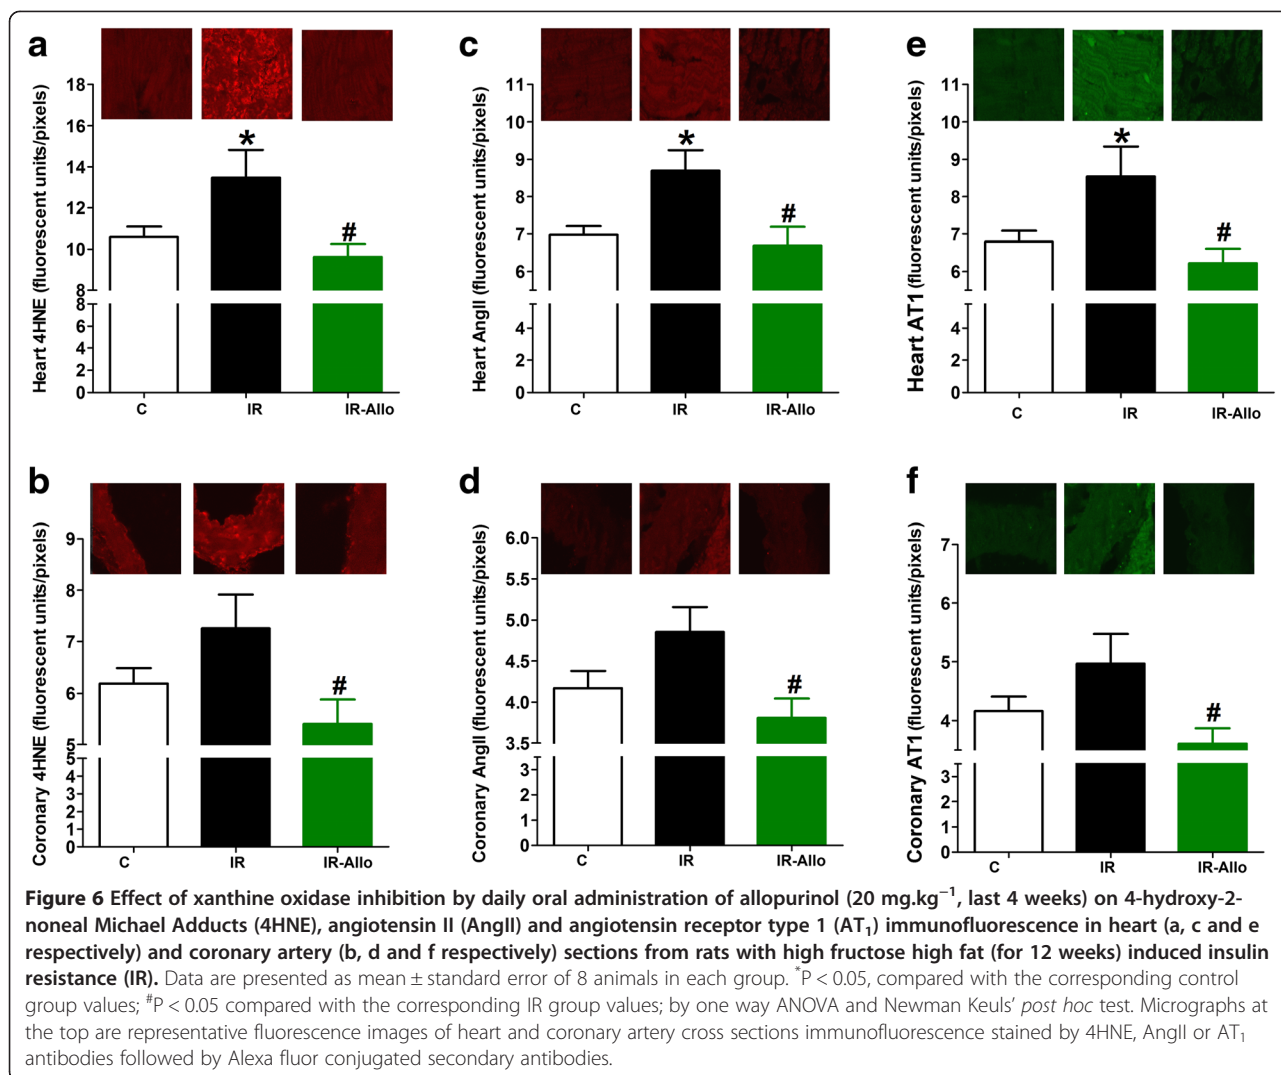 a
18
16
14
12
10
8
8
7
6
5
4
3
2
1
0
Heart 4HNE (fluorescent units/pixels)
*
#
C IR IR-Allo
c
11
10
9
8
7
6
4
2
0
Heart AngII (fluorescent units/pixels)
*
#
C IR IR-Allo
e
11
10
9
8
7
6
4
2
0
Heart AT1 (fluorescent units/pixels)
*
#
C IR IR-Allo
b
9
8
7
6
5
5
4
3
2
1
0
Coronary 4HNE (fluorescent units/pixels)
#
C IR IR-Allo
d
6.0
5.5
5.0
4.5
4.0
3.5
3
2
1
0
Coronary AngII (fluorescent units/pixels)
#
C IR IR-Allo
f
7
6
5
4
3
2
1
0
Coronary AT1 (fluorescent units/pixels)
#
C IR IR-Allo
Figure 6 Effect of xanthine oxidase inhibition by daily oral administration of allopurinol (20 mg.kg⁻¹, last 4 weeks) on 4-hydroxy-2-
noneal Michael Adducts (4HNE), angiotensin II (AngII) and angiotensin receptor type 1 (AT₁) immunofluorescence in heart (a, c and e
respectively) and coronary artery (b, d and f respectively) sections from rats with high fructose high fat (for 12 weeks) induced insulin
resistance (IR). Data are presented as mean ± standard error of 8 animals in each group. *P < 0.05, compared with the corresponding control
group values; #P < 0.05 compared with the corresponding IR group values; by one way ANOVA and Newman Keuls’ post hoc test. Micrographs at
the top are representative fluorescence images of heart and coronary artery cross sections immunofluorescence stained by 4HNE, AngII or AT₁
antibodies followed by Alexa fluor conjugated secondary antibodies.